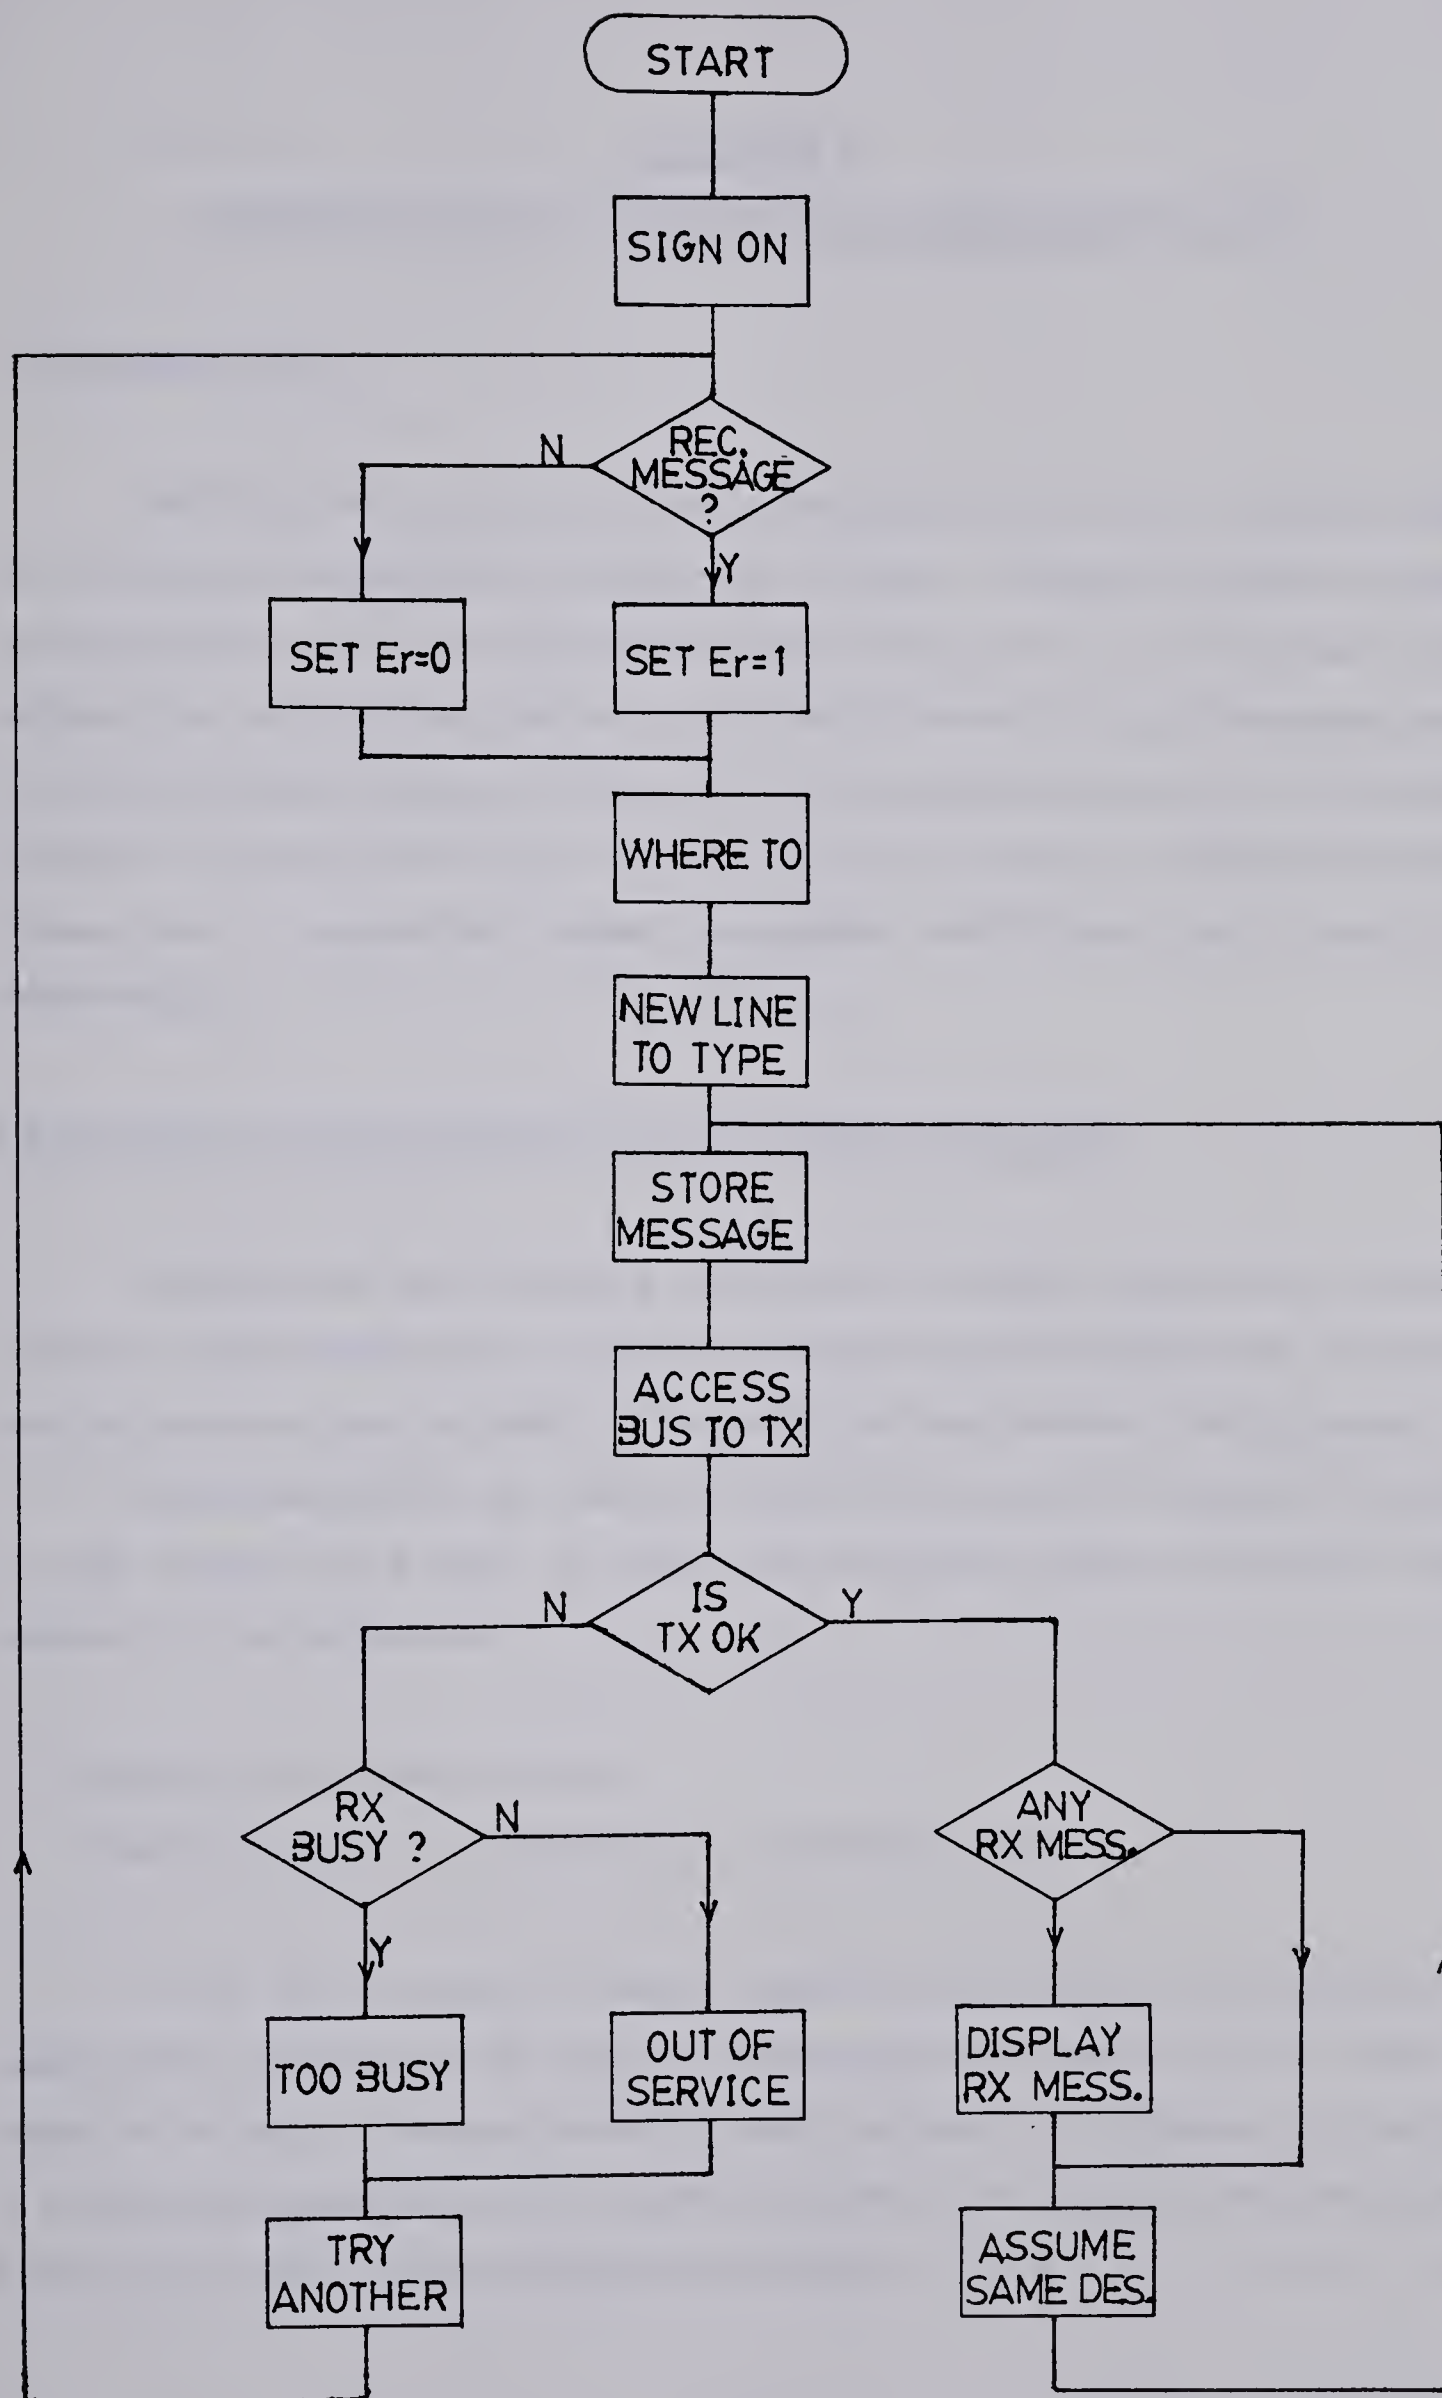 START
SIGN ON
N
REC.
MESSAGE
?
Y
SET Er=0
SET Er=1
WHERE TO
NEW LINE
TO TYPE
STORE
MESSAGE
ACCESS
BUS TO TX
N
IS
TX OK
Y
RX
BUSY ?
N
ANY
RX MESS.
Y
TOO BUSY
OUT OF
SERVICE
DISPLAY
RX MESS.
TRY
ANOTHER
ASSUME
SAME DES.